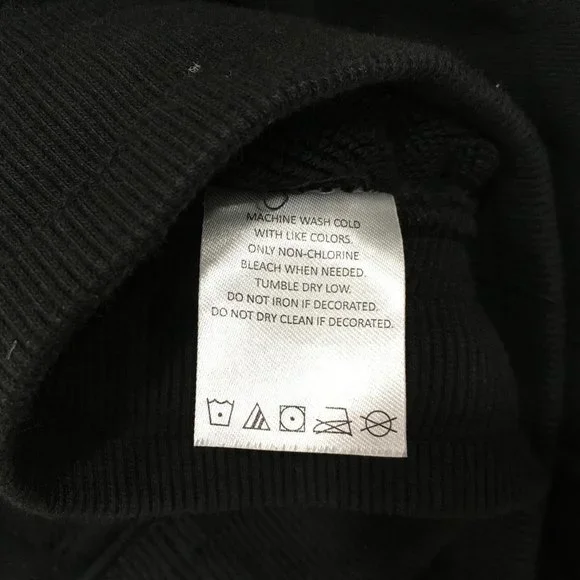 MACHINE WASH COLD
WITH LIKE COLORS.
ONLY NON-CHLORINE
BLEACH WHEN NEEDED.
TUMBLE DRY LOW.
DO NOT IRON IF DECORATED.
DO NOT DRY CLEAN IF DECORATED.